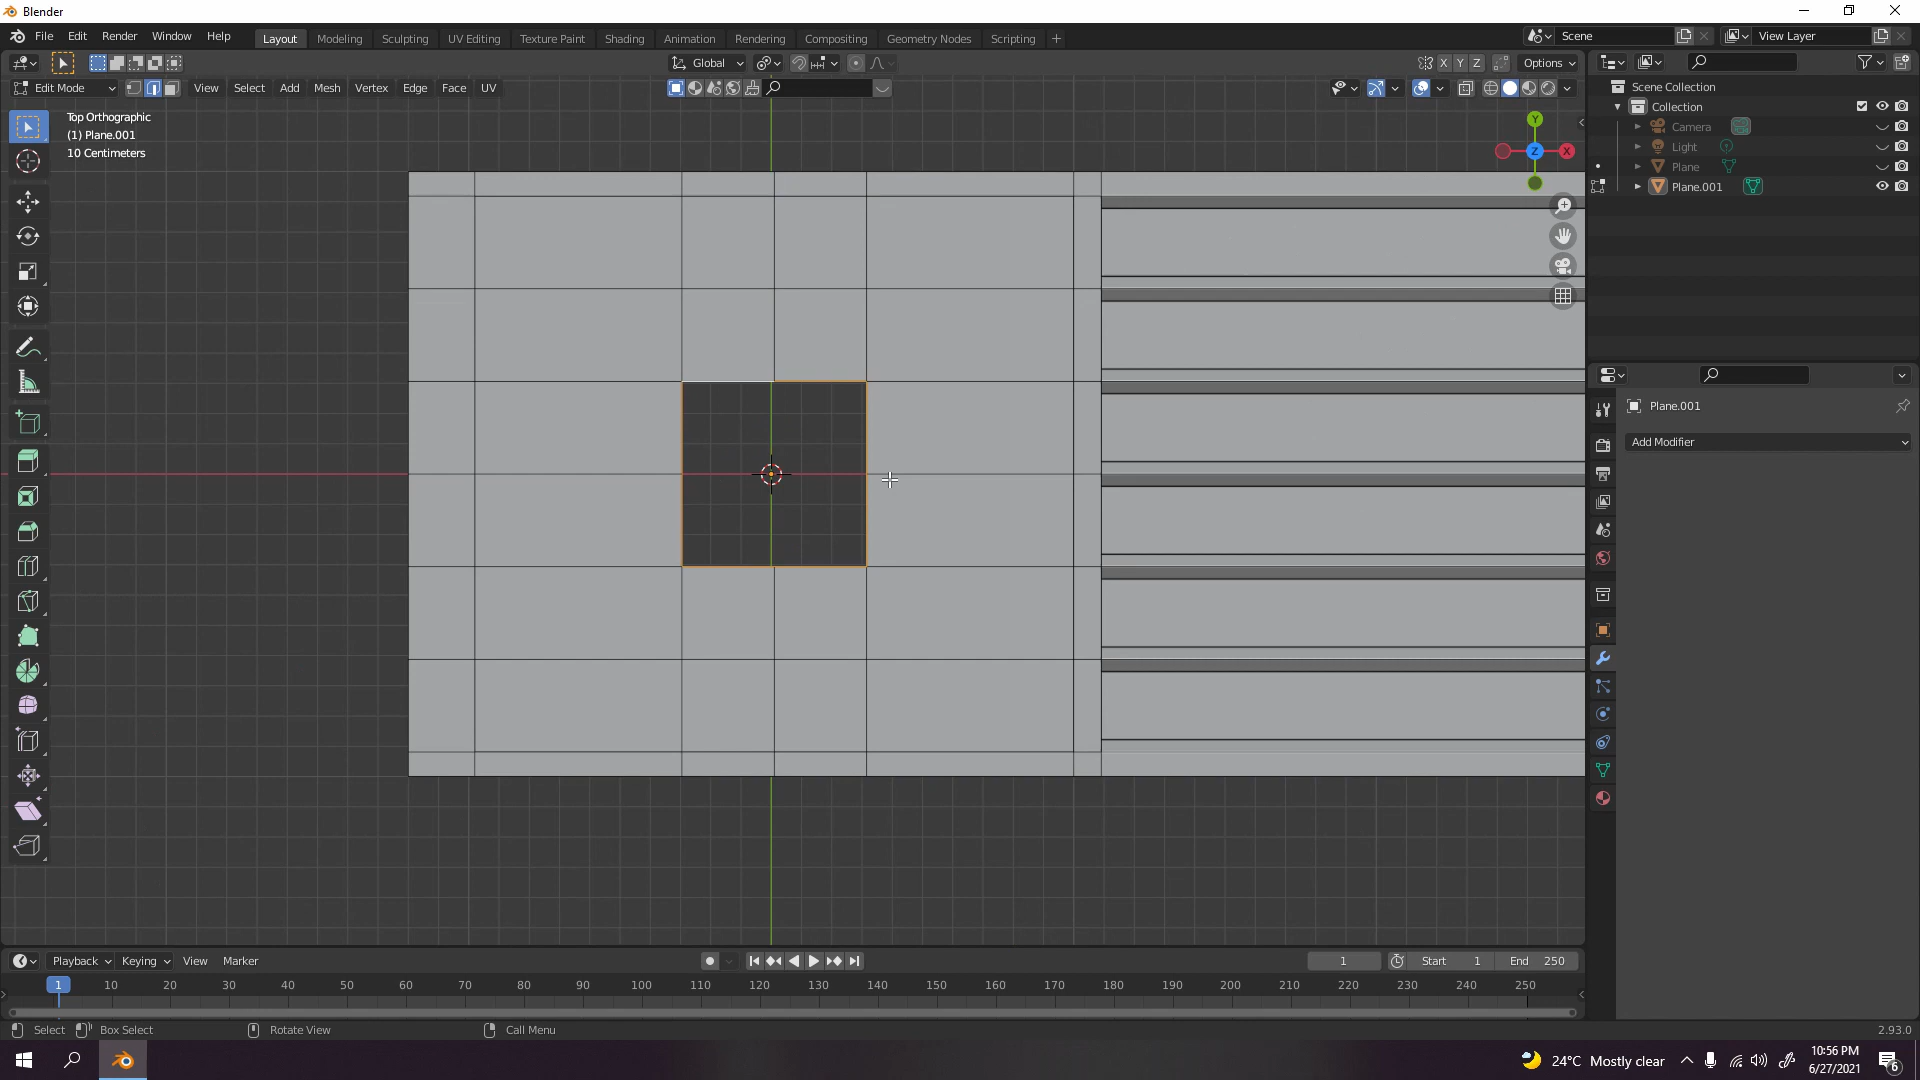 Blender
File Edit Render Window Help
Layout Modeling Sculpting UV Editing Texture Paint Shading Animation Rendering Compositing Geometry Nodes Scripting +
Scene
View Layer
Global
X Y Z
Options
Edit Mode
View Select Add Mesh Vertex Edge Face UV
Top Orthographic
(1) Plane.001
10 Centimeters
Y
Z
X
Scene Collection
Collection
Camera
Light
Plane
Plane.001
Plane.001
Add Modifier
Playback Keying View Marker
1
Start 1
End 250
1 10 20 30 40 50 60 70 80 90 100 110 120 130 140 150 160 170 180 190 200 210 220 230 240 250
Select Box Select Rotate View Call Menu
2.93.0
24°C Mostly clear
10:56 PM
6/27/2021
6